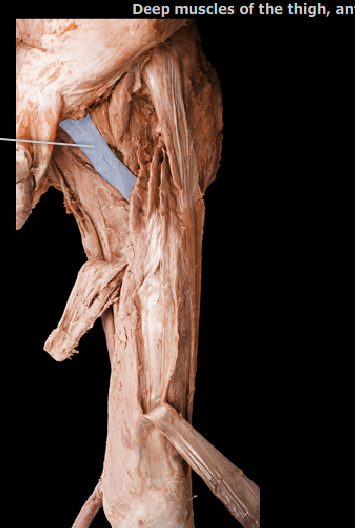 Deep muscles of the thigh, an